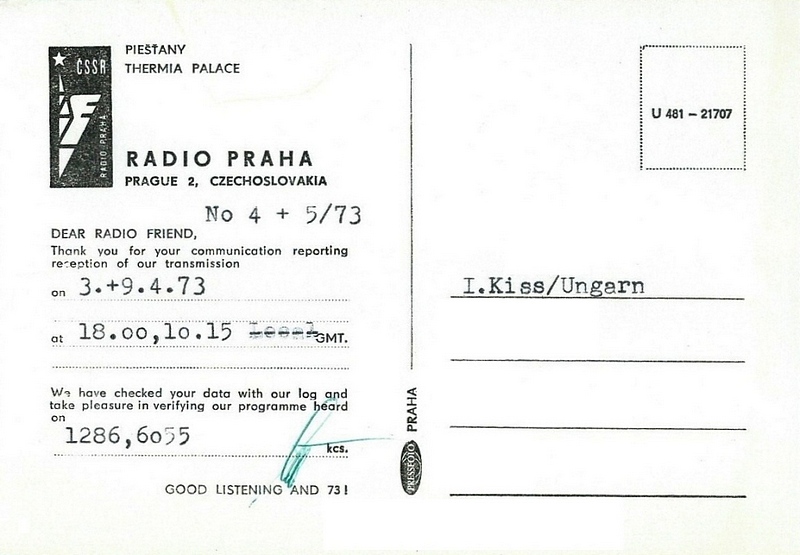 PIEŠŤANY
THERMIA PALACE
ČSSR
RADIO PRAHA
RADIO PRAHA
PRAGUE 2, CZECHOSLOVAKIA
No 4 + 5/73
DEAR RADIO FRIEND,
Thank you for your communication reporting
reception of our transmission
on 3.+9.4.73
at 18.oo,1o.15 Local GMT.
We have checked your data with our log and
take pleasure in verifying our programme heard
on
1286,6o55
kcs.
GOOD LISTENING AND 73!
PRESSFOTO PRAHA
U 481 – 21707
I.Kiss/Ungarn